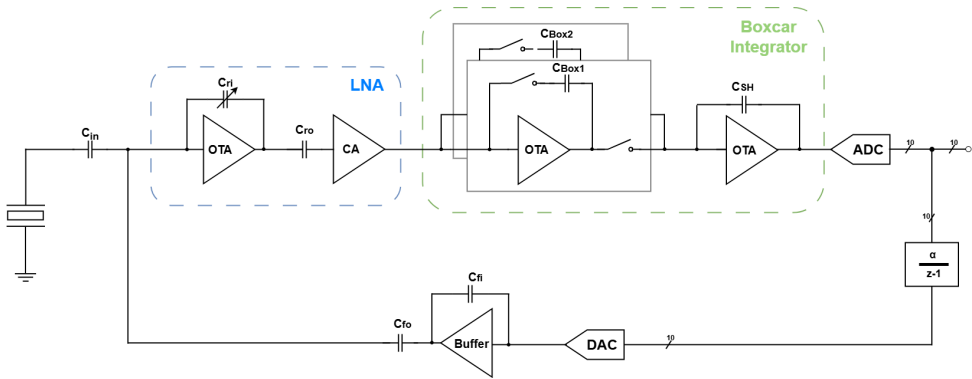 Boxcar
Integrator
CBox2
CBox1
LNA
Cri
CSH
Cin
OTA
Cro
CA
OTA
OTA
ADC
10
10
10
α
z-1
Cfi
Cfo
Buffer
DAC
10